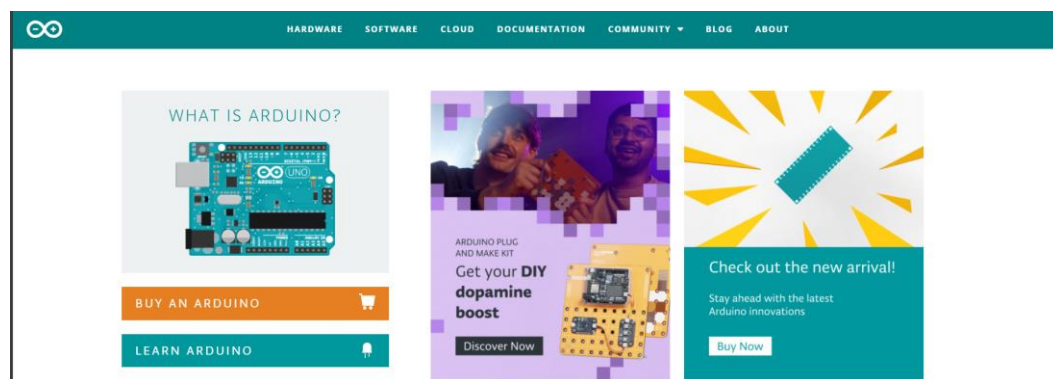 HARDWARE SOFTWARE CLOUD DOCUMENTATION COMMUNITY BLOG ABOUT
WHAT IS ARDUINO?
UNO
ARDUINO
BUY AN ARDUINO
LEARN ARDUINO
ARDUINO PLUG
AND MAKE KIT
Get your DIY
dopamine
boost
Discover Now
Check out the new arrival!
Stay ahead with the latest
Arduino innovations
Buy Now